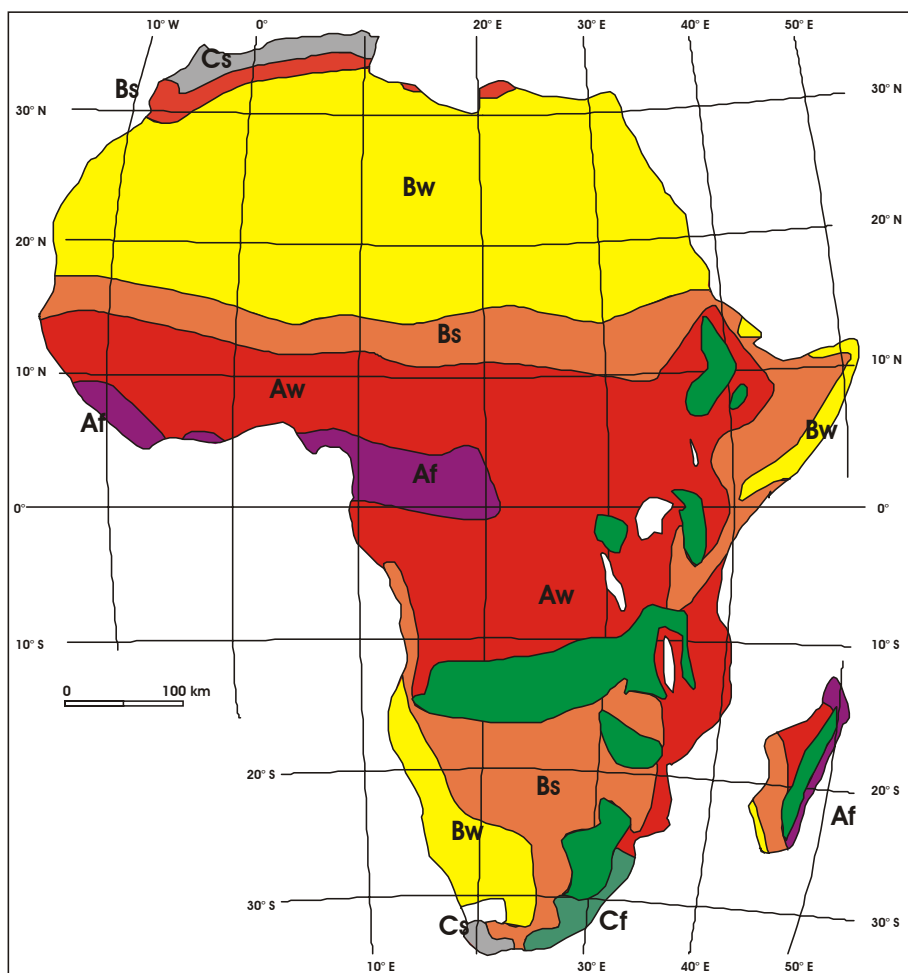 10° W 0° 20° E 30° E 40° E 50° E
Cs
Bs
30° N 30° N
Bw
20° N 20° N
Bs
10° N 10° N
Aw
Af Bw
Af
0° 0°
Aw
10° S 10° S
0 100 km
20° S 20° S
Bs
Af
Bw
30° S 30° S
Cs Cf
10° E 20° E 30° E 40° E 50° E